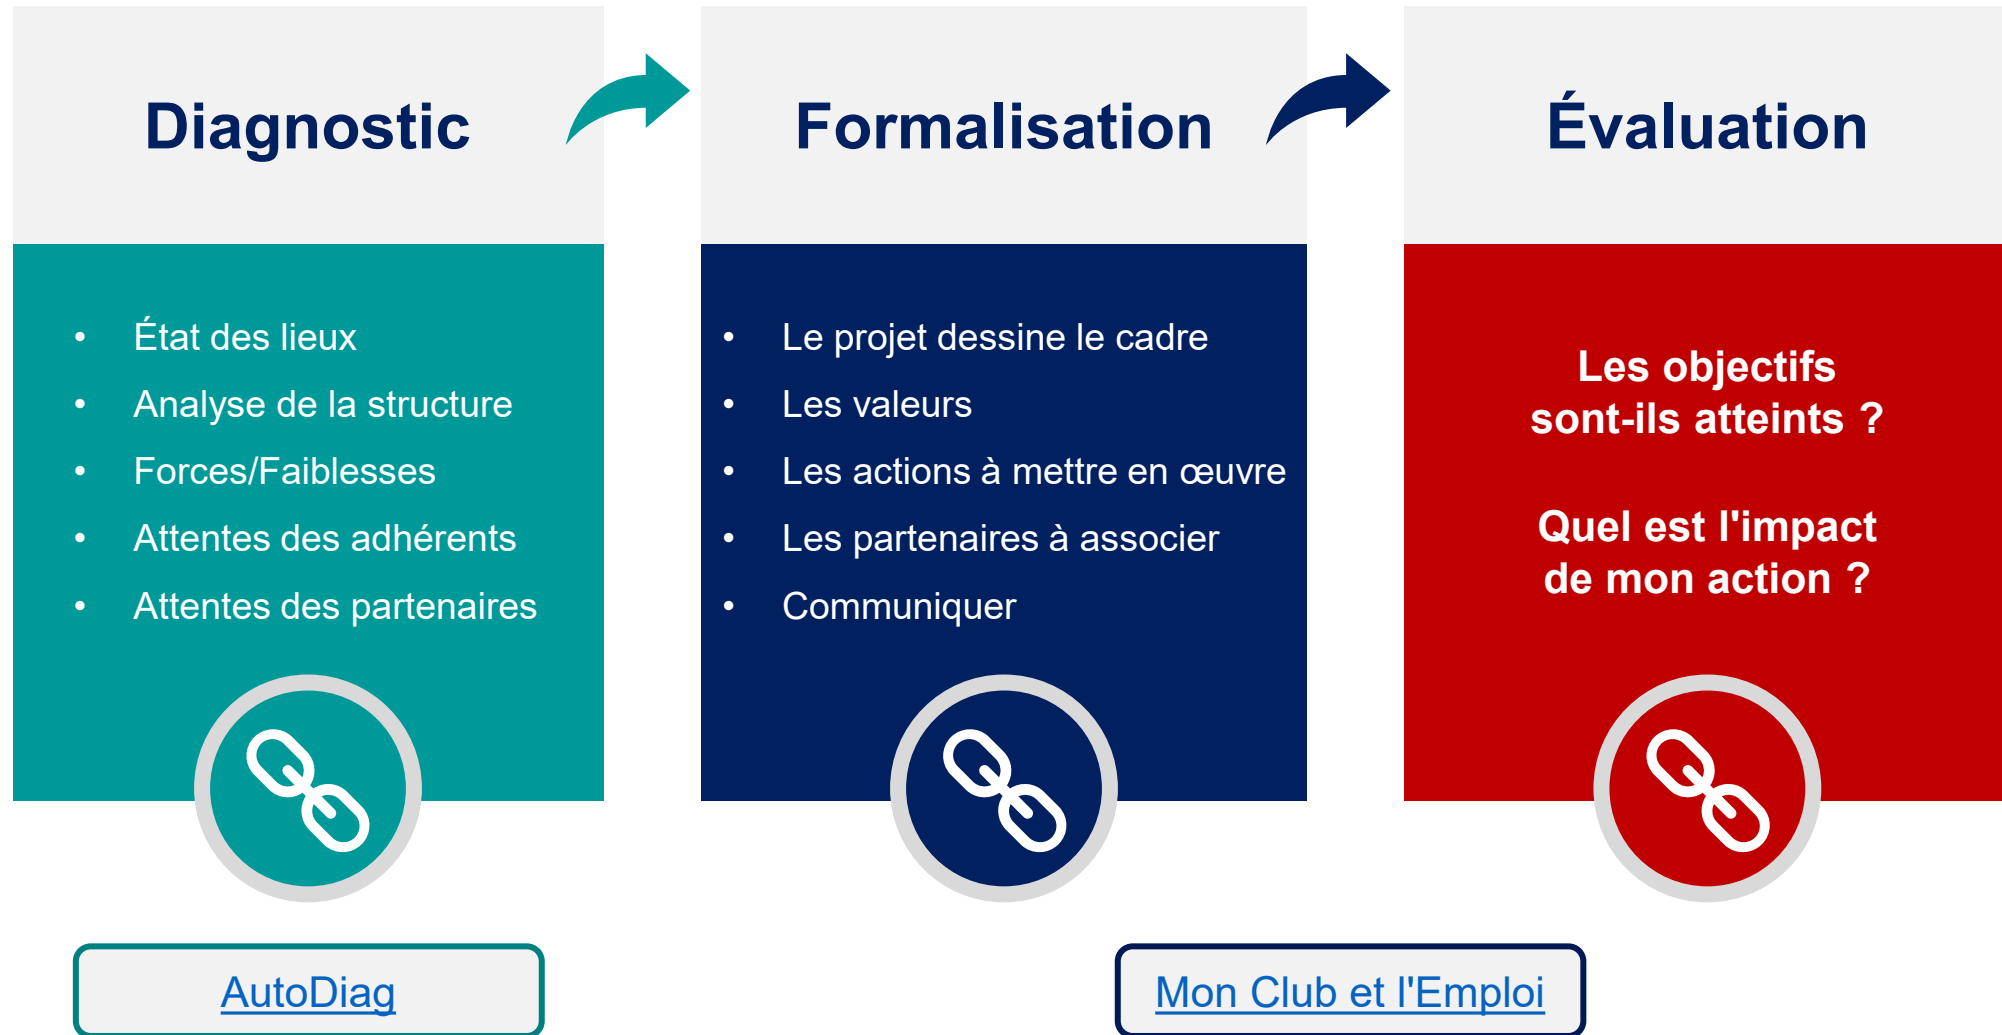 Diagnostic
• État des lieux
• Analyse de la structure
• Forces/Faiblesses
• Attentes des adhérents
• Attentes des partenaires
AutoDiag
Formalisation
• Le projet dessine le cadre
• Les valeurs
• Les actions à mettre en œuvre
• Les partenaires à associer
• Communiquer
Évaluation
Les objectifs
sont-ils atteints ?
Quel est l'impact
de mon action ?
Mon Club et l'Emploi